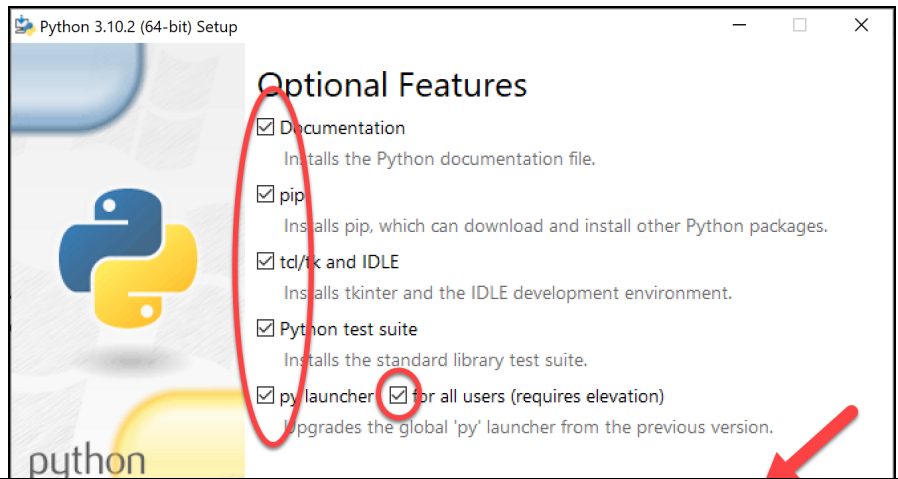 Python 3.10.2 (64-bit) Setup
Optional Features
Documentation
Installs the Python documentation file.
pip
Installs pip, which can download and install other Python packages.
tcl/tk and IDLE
Installs tkinter and the IDLE development environment.
Python test suite
Installs the standard library test suite.
py launcher for all users (requires elevation)
Upgrades the global 'py' launcher from the previous version.
python